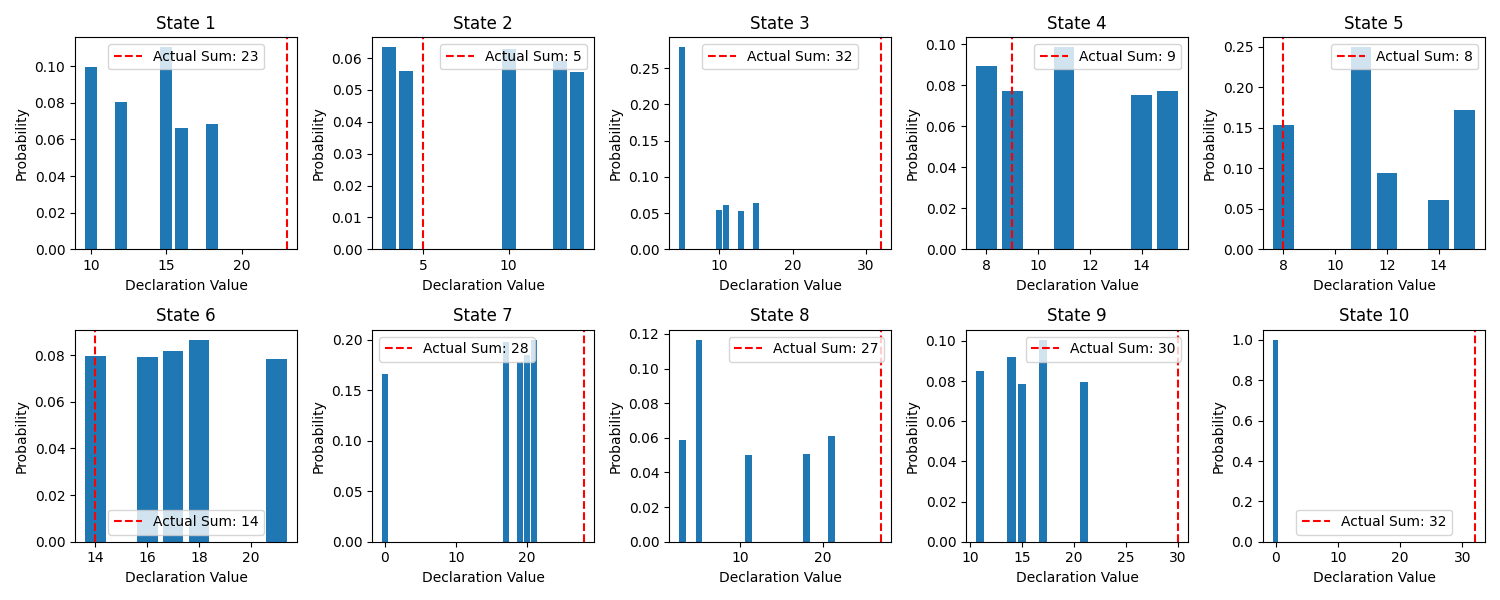 State 1
Probability
0.10
0.08
0.06
0.04
0.02
0.00
Actual Sum: 23
10 15 20
Declaration Value
State 2
Probability
0.06
0.05
0.04
0.03
0.02
0.01
0.00
Actual Sum: 5
5 10
Declaration Value
State 3
Probability
0.25
0.20
0.15
0.10
0.05
0.00
Actual Sum: 32
10 20 30
Declaration Value
State 4
Probability
0.10
0.08
0.06
0.04
0.02
0.00
Actual Sum: 9
8 10 12 14
Declaration Value
State 5
Probability
0.25
0.20
0.15
0.10
0.05
0.00
Actual Sum: 8
8 10 12 14
Declaration Value
State 6
Probability
0.08
0.06
0.04
0.02
0.00
Actual Sum: 14
14 16 18 20
Declaration Value
State 7
Probability
0.20
0.15
0.10
0.05
0.00
Actual Sum: 28
0 10 20
Declaration Value
State 8
Probability
0.12
0.10
0.08
0.06
0.04
0.02
0.00
Actual Sum: 27
10 20
Declaration Value
State 9
Probability
0.10
0.08
0.06
0.04
0.02
0.00
Actual Sum: 30
10 15 20 25 30
Declaration Value
State 10
Probability
1.0
0.8
0.6
0.4
0.2
0.0
Actual Sum: 32
0 10 20 30
Declaration Value